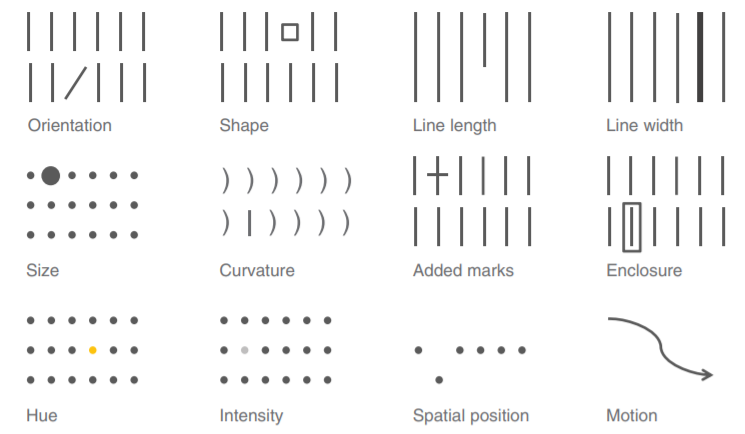 Orientation
Shape
Line length
Line width
Size
Curvature
Added marks
Enclosure
Hue
Intensity
Spatial position
Motion